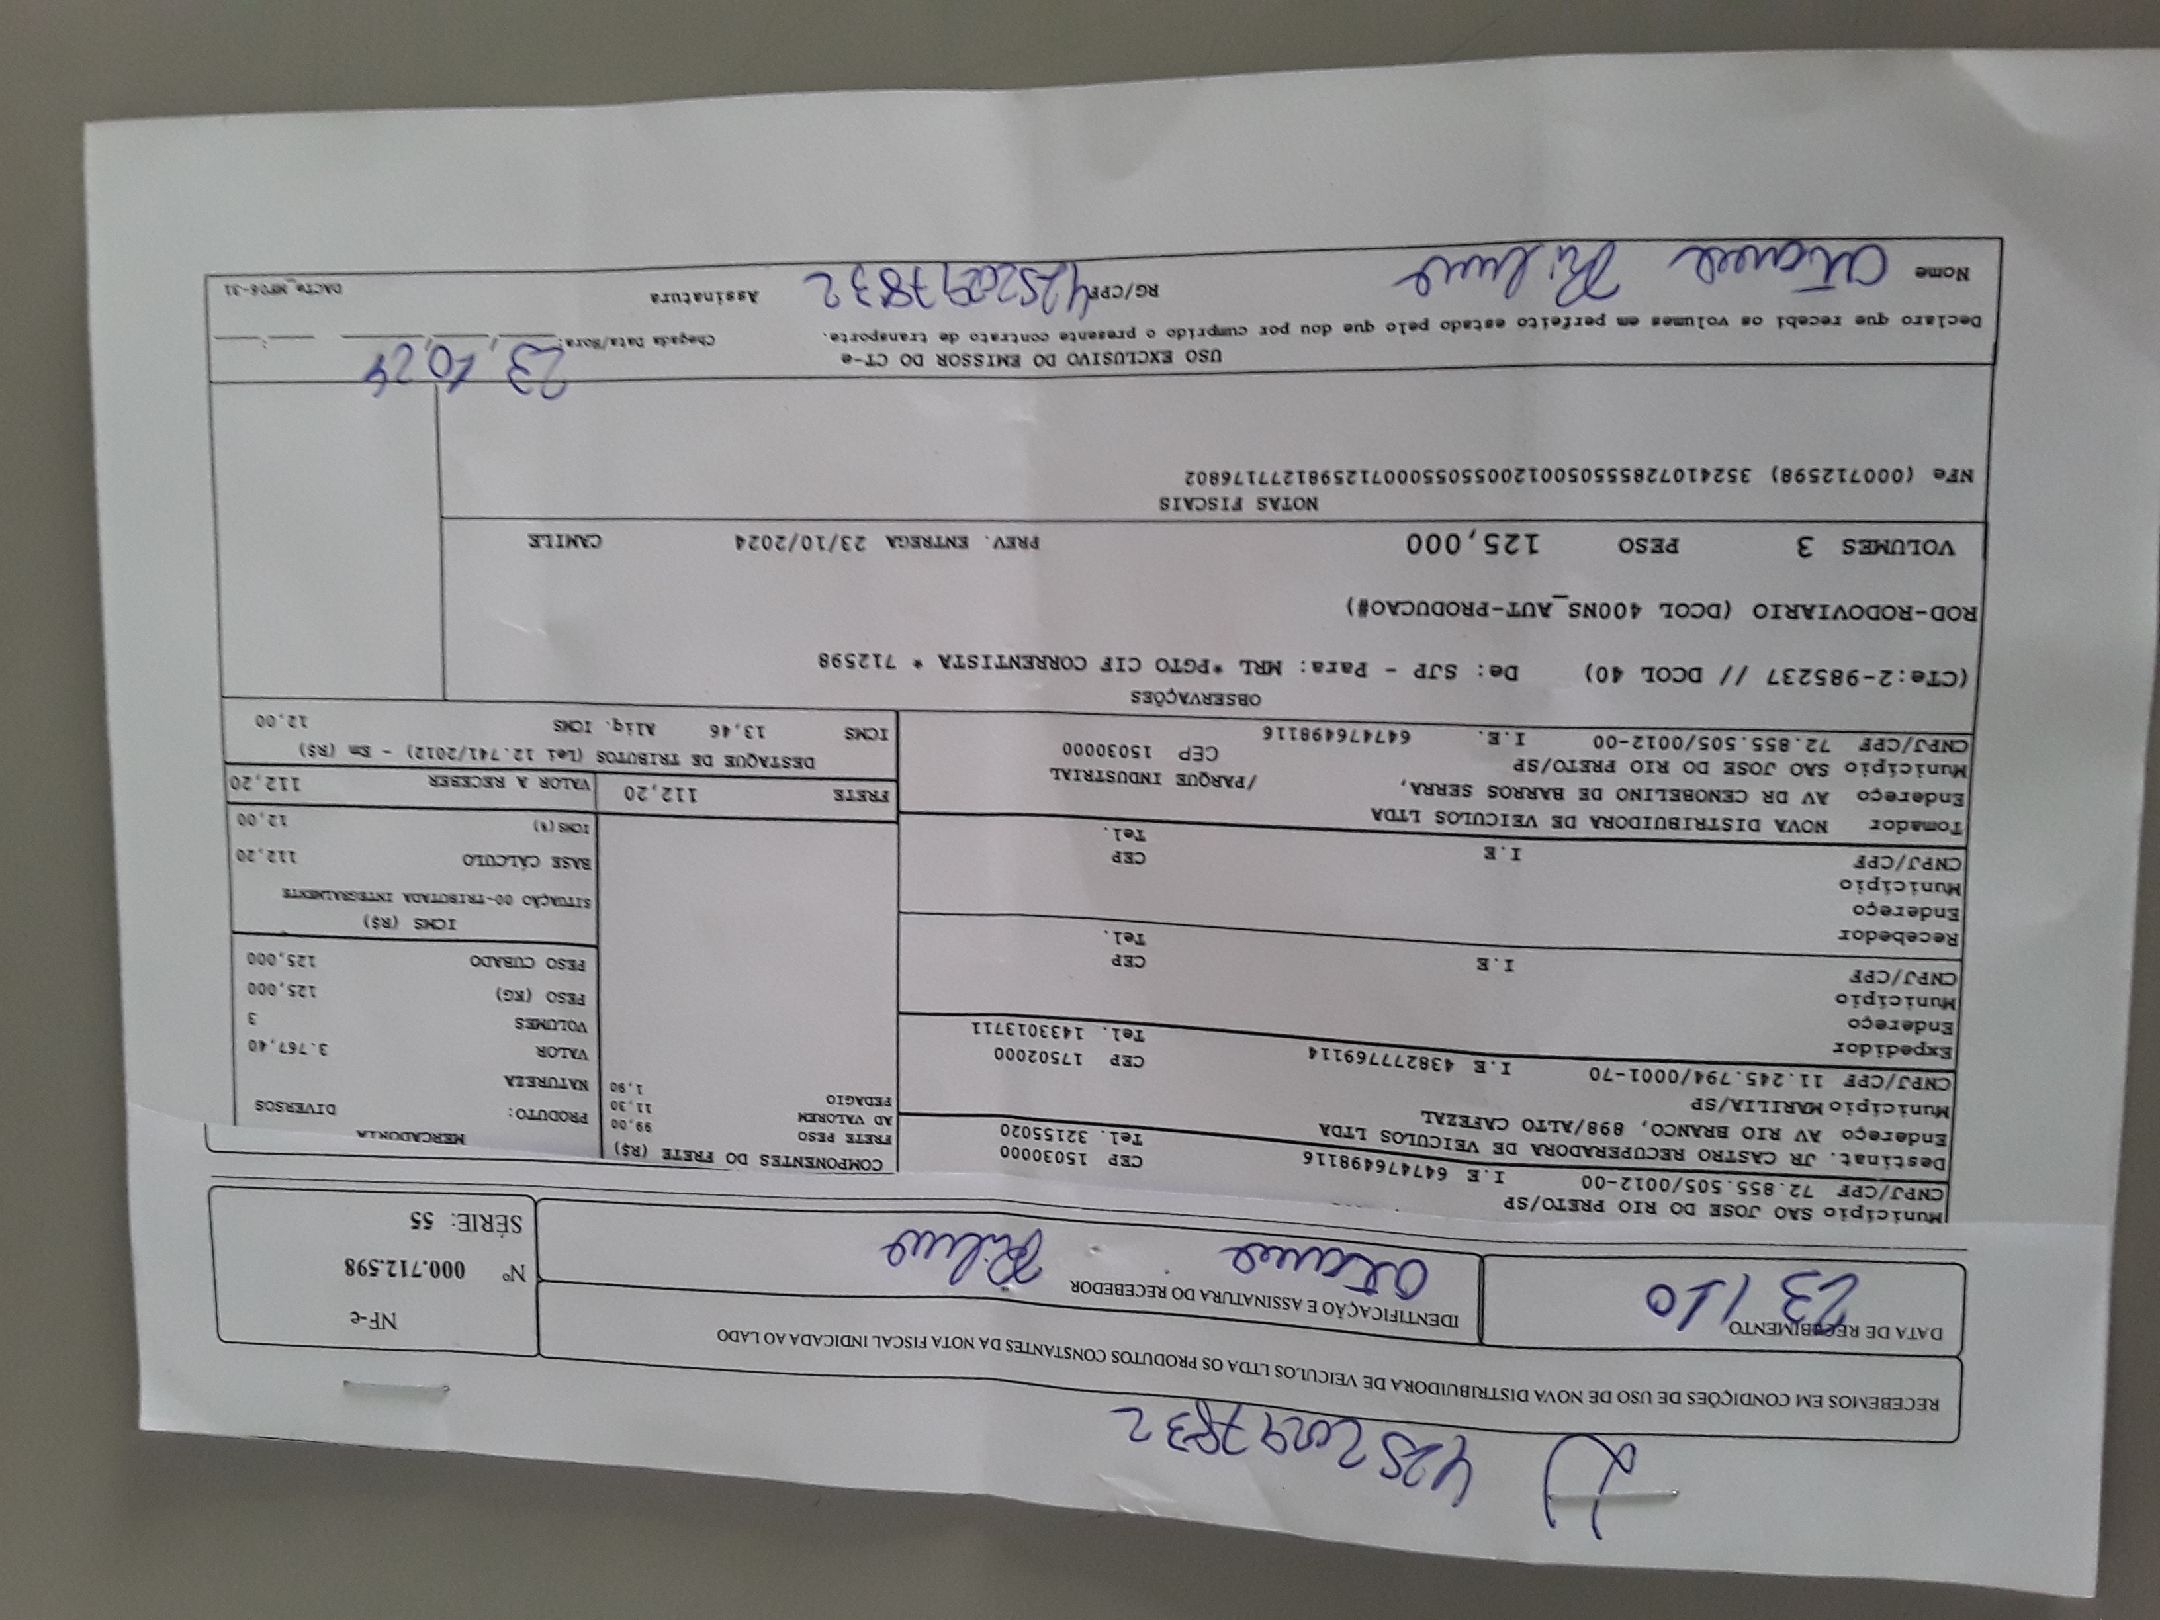 42520297832
RECEBEMOS EM CONDIÇÕES DE USO DE NOVA DISTRIBUIDORA DE VEICULOS LTDA OS PRODUTOS CONSTANTES DA NOTA FISCAL INDICADA AO LADO
DATA DE RECEBIMENTO
23/10
IDENTIFICAÇÃO E ASSINATURA DO RECEBEDOR
NF-e
Nº 000.712.598
SÉRIE: 55
Município SAO JOSE DO RIO PRETO/SP
CNPJ/CPF 72.855.505/0012-00 I.E 647476498116
CEP 15030000
Tel. 32155020
Destinat. JR CASTRO RECUPERADORA DE VEICULOS LTDA
Endereço AV RIO BRANCO, 898/ALTO CAFEZAL
Município MARILIA/SP
CNPJ/CPF 11.245.794/0001-70 I.E 438277769114
CEP 17502000
Tel. 1433013711
Expedidor
Endereço
Município
CNPJ/CPF I.E
CEP
Tel.
Recebedor
Endereço
Município
CNPJ/CPF I.E
CEP
Tel.
Tomador NOVA DISTRIBUIDORA DE VEICULOS LTDA
Endereço AV DR CENOBELINO DE BARROS SERRA, /PARQUE INDUSTRIAL
Município SAO JOSE DO RIO PRETO/SP CEP 15030000
CNPJ/CPF 72.855.505/0012-00 I.E. 647476498116
COMPONENTES DO FRETE (R$)
FRETE PESO 99,00
AD VALOREM 11,30
PEDAGIO 1,90
FRETE 112,20
MERCADORIA
PRODUTO: DIVERSOS
NATUREZA
VALOR 3.767,40
VOLUMES 3
PESO (KG) 125,000
PESO CUBADO 125,000
ICMS (R$)
SITUAÇÃO 00-TRIBUTADA INTEGRALMENTE
BASE CÁLCULO 112,20
ICMS(%) 12,00
VALOR A RECEBER 112,20
DESTAQUE DE TRIBUTOS (Lei 12.741/2012) - Em (R$)
ICMS 13,46 Aliq. ICMS 12,00
OBSERVAÇÕES
(CTe:2-985237 // DCOL 40) De: SJP - Para: MRL *PGTO CIF CORRENTISTA * 712598
ROD-RODOVIARIO (DCOL 400NS_AUT-PRODUCAO#)
VOLUMES 3 PESO 125,000 PREV. ENTREGA 23/10/2024 CAMILE
NOTAS FISCAIS
NFe (000712598) 35241072855505001200550550007125981277176802
USO EXCLUSIVO DO EMISSOR DO CT-e
Declaro que recebi os volumes em perfeito estado pelo que dou por cumprido o presente contrato de transporte.
Chegada Data/Hora: 23,10,24
Nome
RG/CPF 42520297832
Assinatura
DACTe_MP06-31